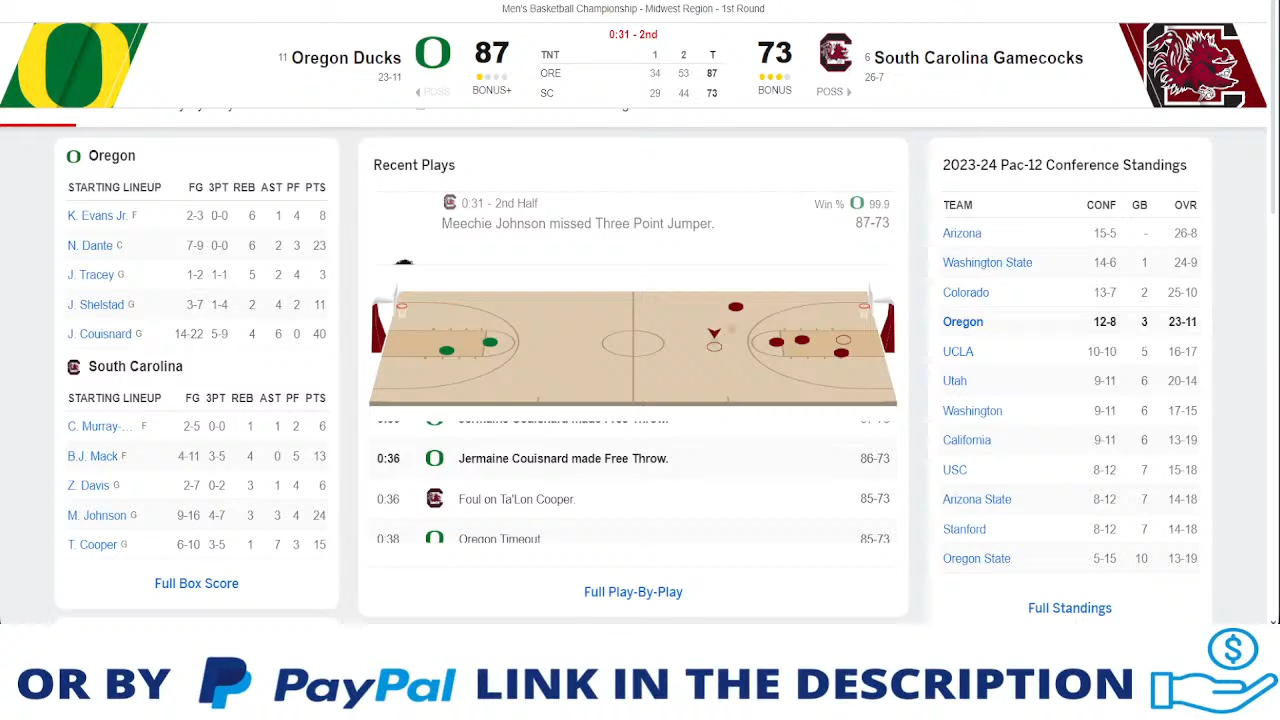 Men's Basketball Championship - Midwest Region - 1st Round
11 Oregon Ducks
23-11
POSS
87
BONUS+
0:31 - 2nd
TNT 1 2 T
ORE 34 53 87
SC 29 44 73
73
BONUS
POSS
6 South Carolina Gamecocks
26-7
Oregon
STARTING LINEUP FG 3PT REB AST PF PTS
K. Evans Jr. F 2-3 0-0 6 1 4 8
N. Dante C 7-9 0-0 6 2 3 23
J. Tracey G 1-2 1-1 5 2 4 3
J. Shelstad G 3-7 1-4 2 4 2 11
J. Couisnard G 14-22 5-9 4 6 0 40
South Carolina
STARTING LINEUP FG 3PT REB AST PF PTS
C. Murray-... F 2-5 0-0 1 1 2 6
B.J. Mack F 4-11 3-5 4 0 5 13
Z. Davis G 2-7 0-2 3 1 4 6
M. Johnson G 9-16 4-7 3 3 4 24
T. Cooper G 6-10 3-5 1 7 3 15
Full Box Score
Recent Plays
0:31 - 2nd Half
Win % 99.9
Meechie Johnson missed Three Point Jumper.
87-73
Jermaine Couisnard made Free Throw.
0:36 Jermaine Couisnard made Free Throw. 86-73
0:36 Foul on Ta'Lon Cooper. 85-73
0:38 Oregon Timeout 85-73
Full Play-By-Play
2023-24 Pac-12 Conference Standings
TEAM CONF GB OVR
Arizona 15-5 - 26-8
Washington State 14-6 1 24-9
Colorado 13-7 2 25-10
Oregon 12-8 3 23-11
UCLA 10-10 5 16-17
Utah 9-11 6 20-14
Washington 9-11 6 17-15
California 9-11 6 13-19
USC 8-12 7 15-18
Arizona State 8-12 7 14-18
Stanford 8-12 7 14-18
Oregon State 5-15 10 13-19
Full Standings
OR BY PayPal LINK IN THE DESCRIPTION